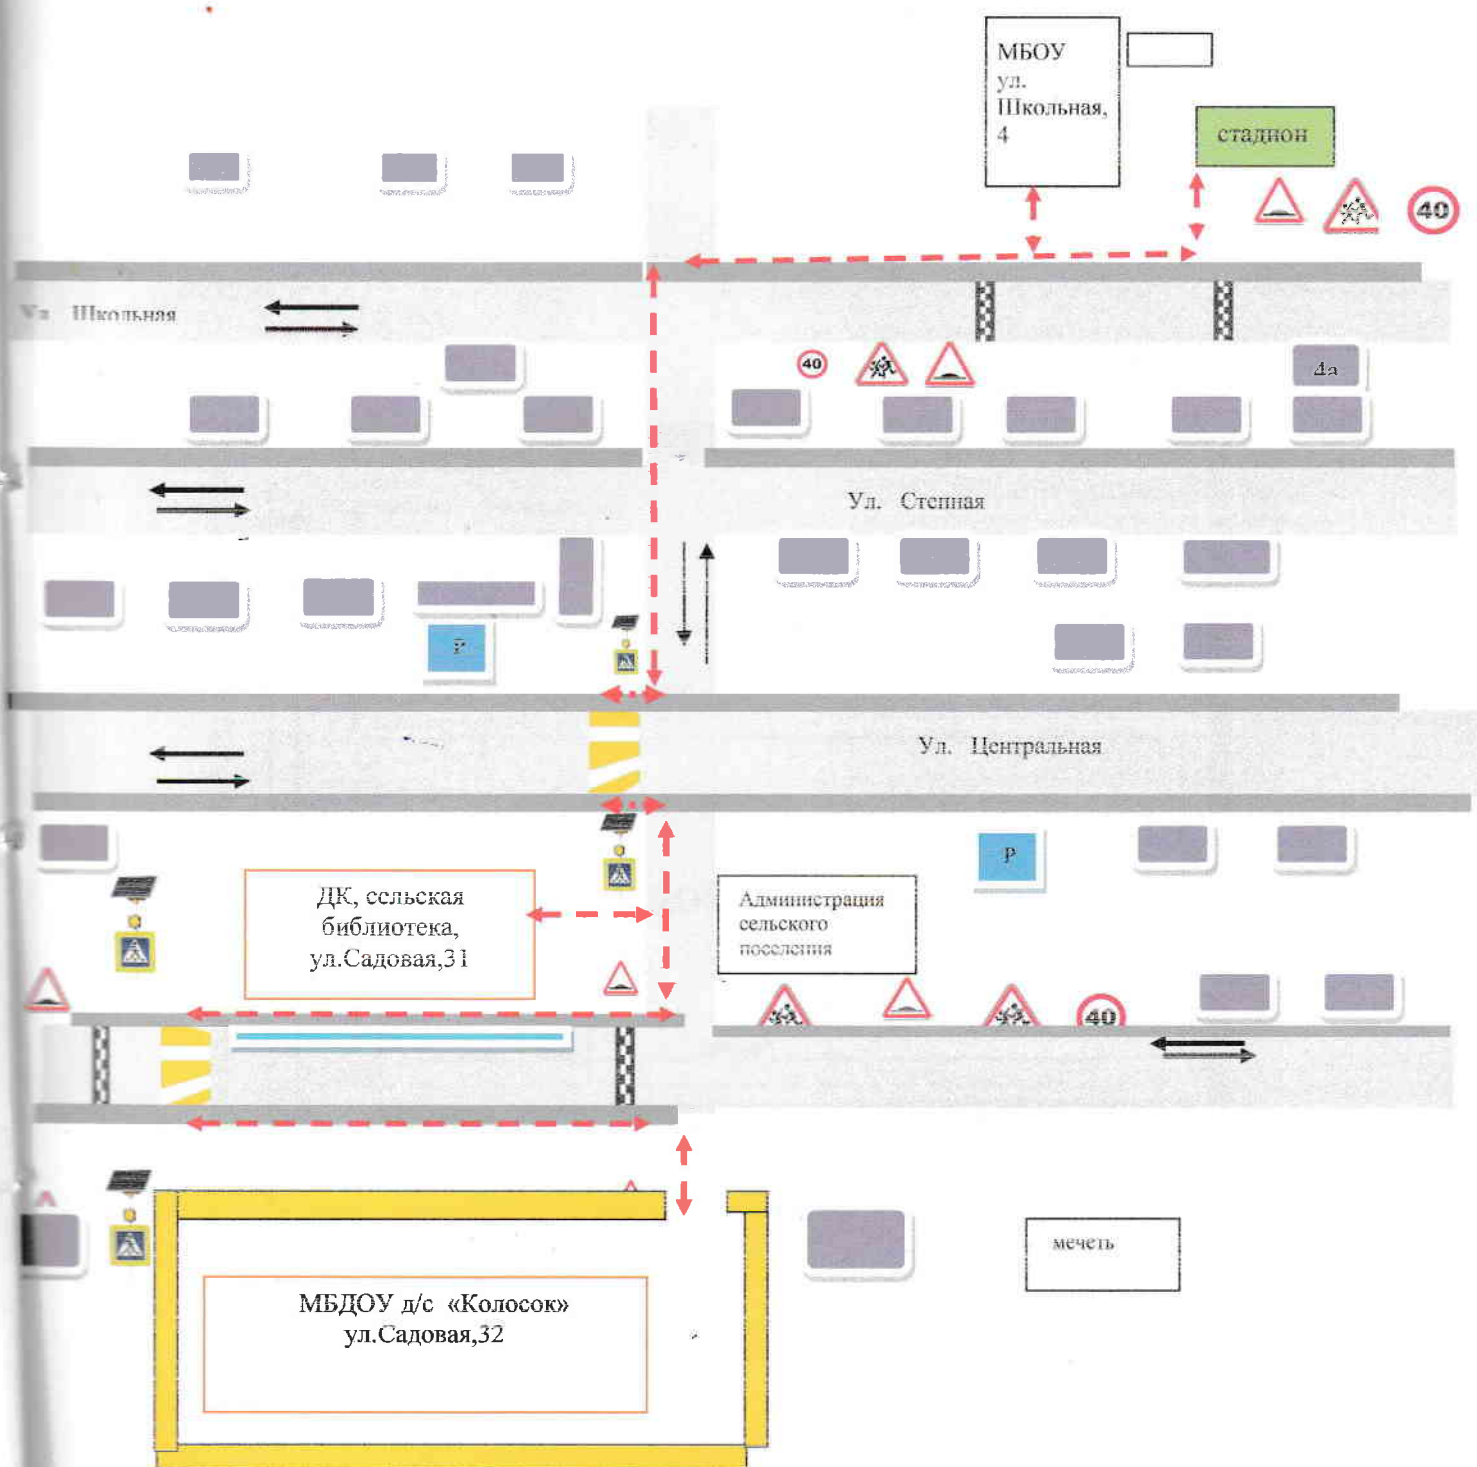 МБОУ
ул.
Школьная,
4
стадион
40
Ул Школьная
40
4а
Ул. Степная
Р
Ул. Центральная
Р
ДК, сельская
библиотека,
ул.Садовая,31
Администрация
сельского
поселения
40
МБДОУ д/с «Колосок»
ул.Садовая,32
мечеть